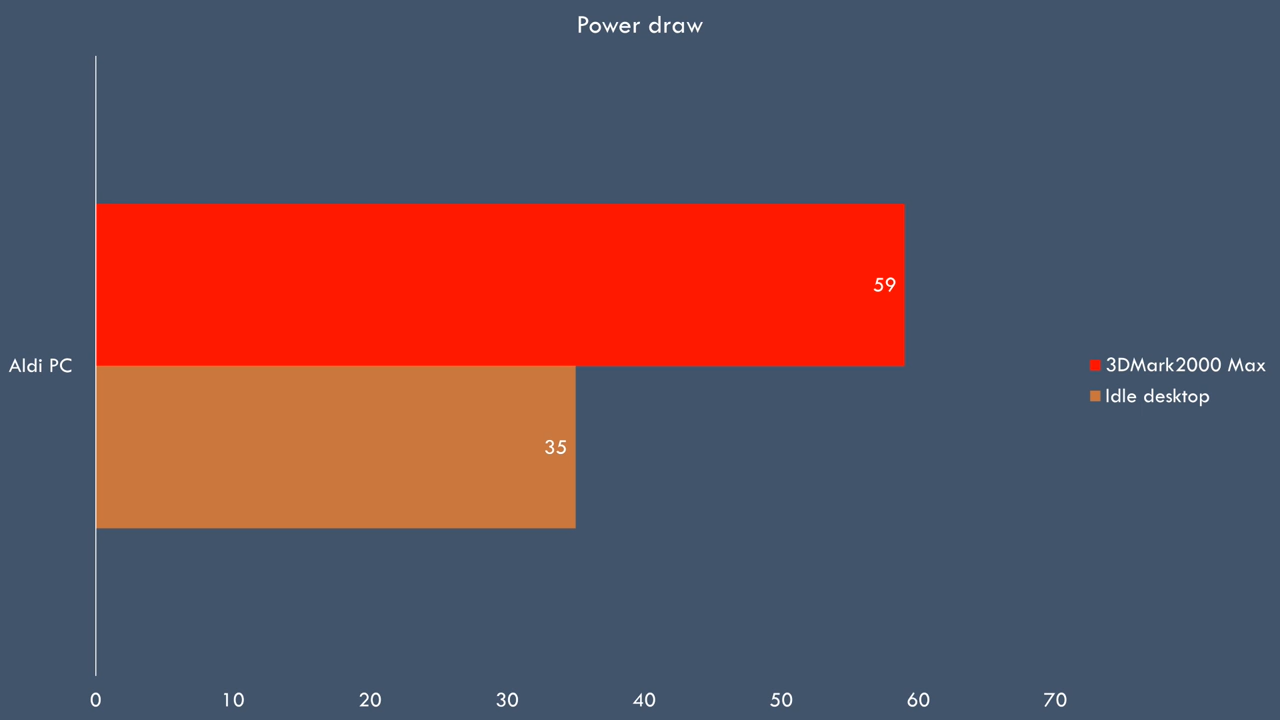 Power draw
59
Aldi PC
3DMark2000 Max
Idle desktop
35
0 10 20 30 40 50 60 70